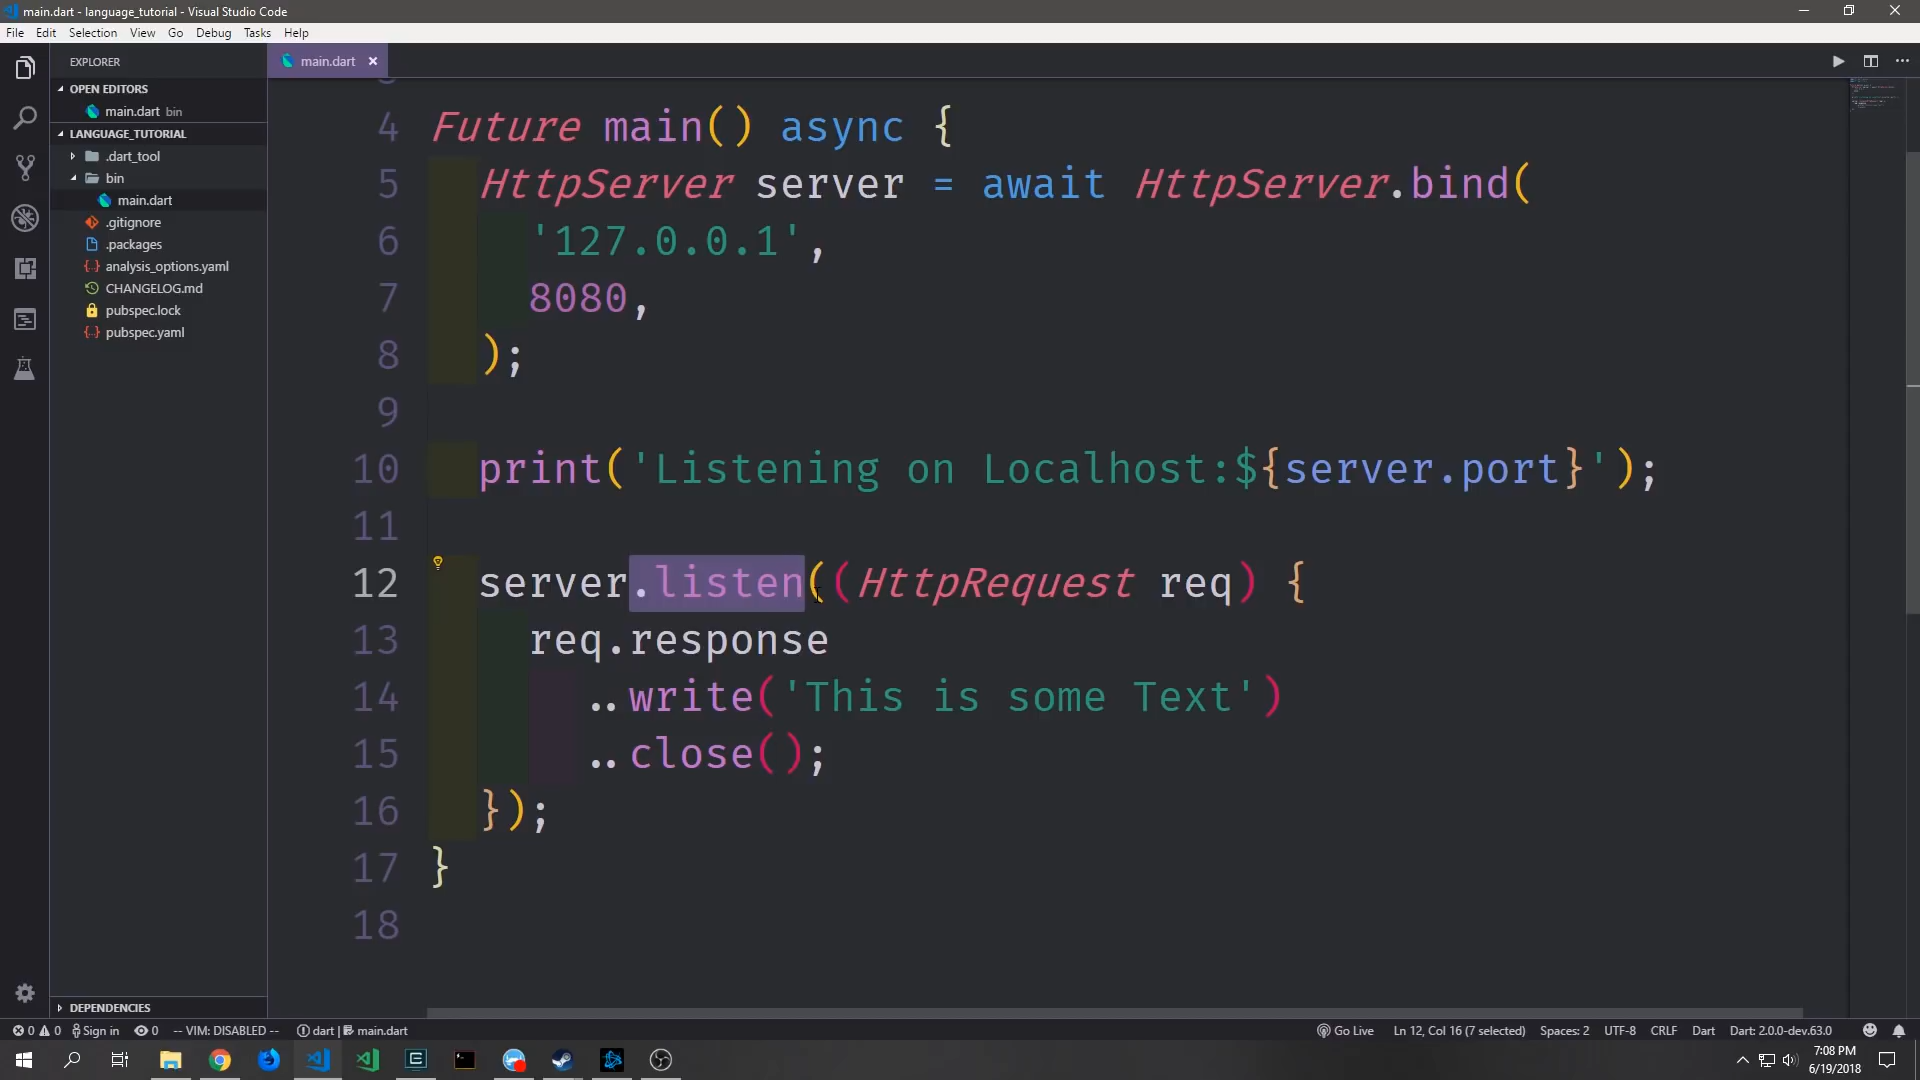 main.dart - language_tutorial - Visual Studio Code
File Edit Selection View Go Debug Tasks Help
EXPLORER
OPEN EDITORS
main.dart bin
LANGUAGE_TUTORIAL
.dart_tool
bin
main.dart
.gitignore
.packages
analysis_options.yaml
CHANGELOG.md
pubspec.lock
pubspec.yaml
DEPENDENCIES
main.dart
4 Future main() async {
5 HttpServer server = await HttpServer.bind(
6 '127.0.0.1',
7 8080,
8 );
9
10 print('Listening on Localhost:${server.port}');
11
12 server.listen((HttpRequest req) {
13 req.response
14 ..write('This is some Text')
15 ..close();
16 });
17 }
18
0 0 Sign in 0 -- VIM: DISABLED -- dart | main.dart
Go Live Ln 12, Col 16 (7 selected) Spaces: 2 UTF-8 CRLF Dart Dart: 2.0.0-dev.63.0
7:08 PM
6/19/2018